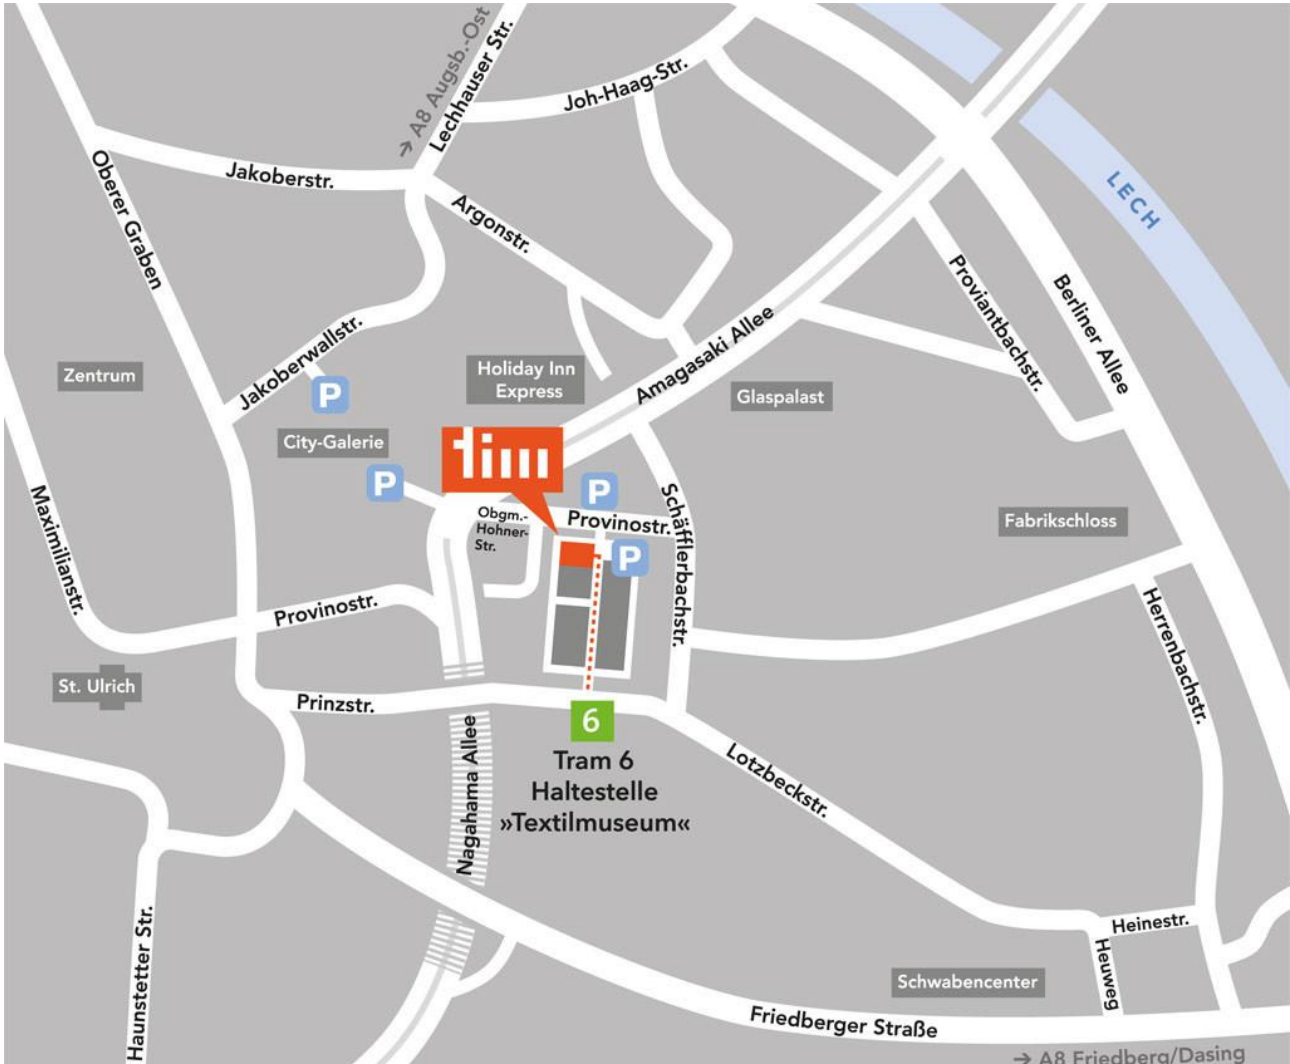 → A8 Augsb.-Ost
Lechhauser Str.
Joh-Haag-Str.
Jakoberstr.
Oberer Graben
Argonstr.
LECH
Proviantbachstr.
Berliner Allee
Jakoberwallstr.
Amagasaki Allee
Zentrum
Holiday Inn
Express
Glaspalast
P
City-Galerie
tim
P
P
Maximilianstr.
Obgm.-
Hohner-
Str.
Provinostr.
Schäfflerbachstr.
Fabrikschloss
P
Provinostr.
Herrenbachstr.
St. Ulrich
Prinzstr.
6
Tram 6
Haltestelle
»Textilmuseum«
Nagahama Allee
Lotzbeckstr.
Haunstetter Str.
Heinestr.
Heuweg
Schwabencenter
Friedberger Straße
→ A8 Friedberg/Dasing